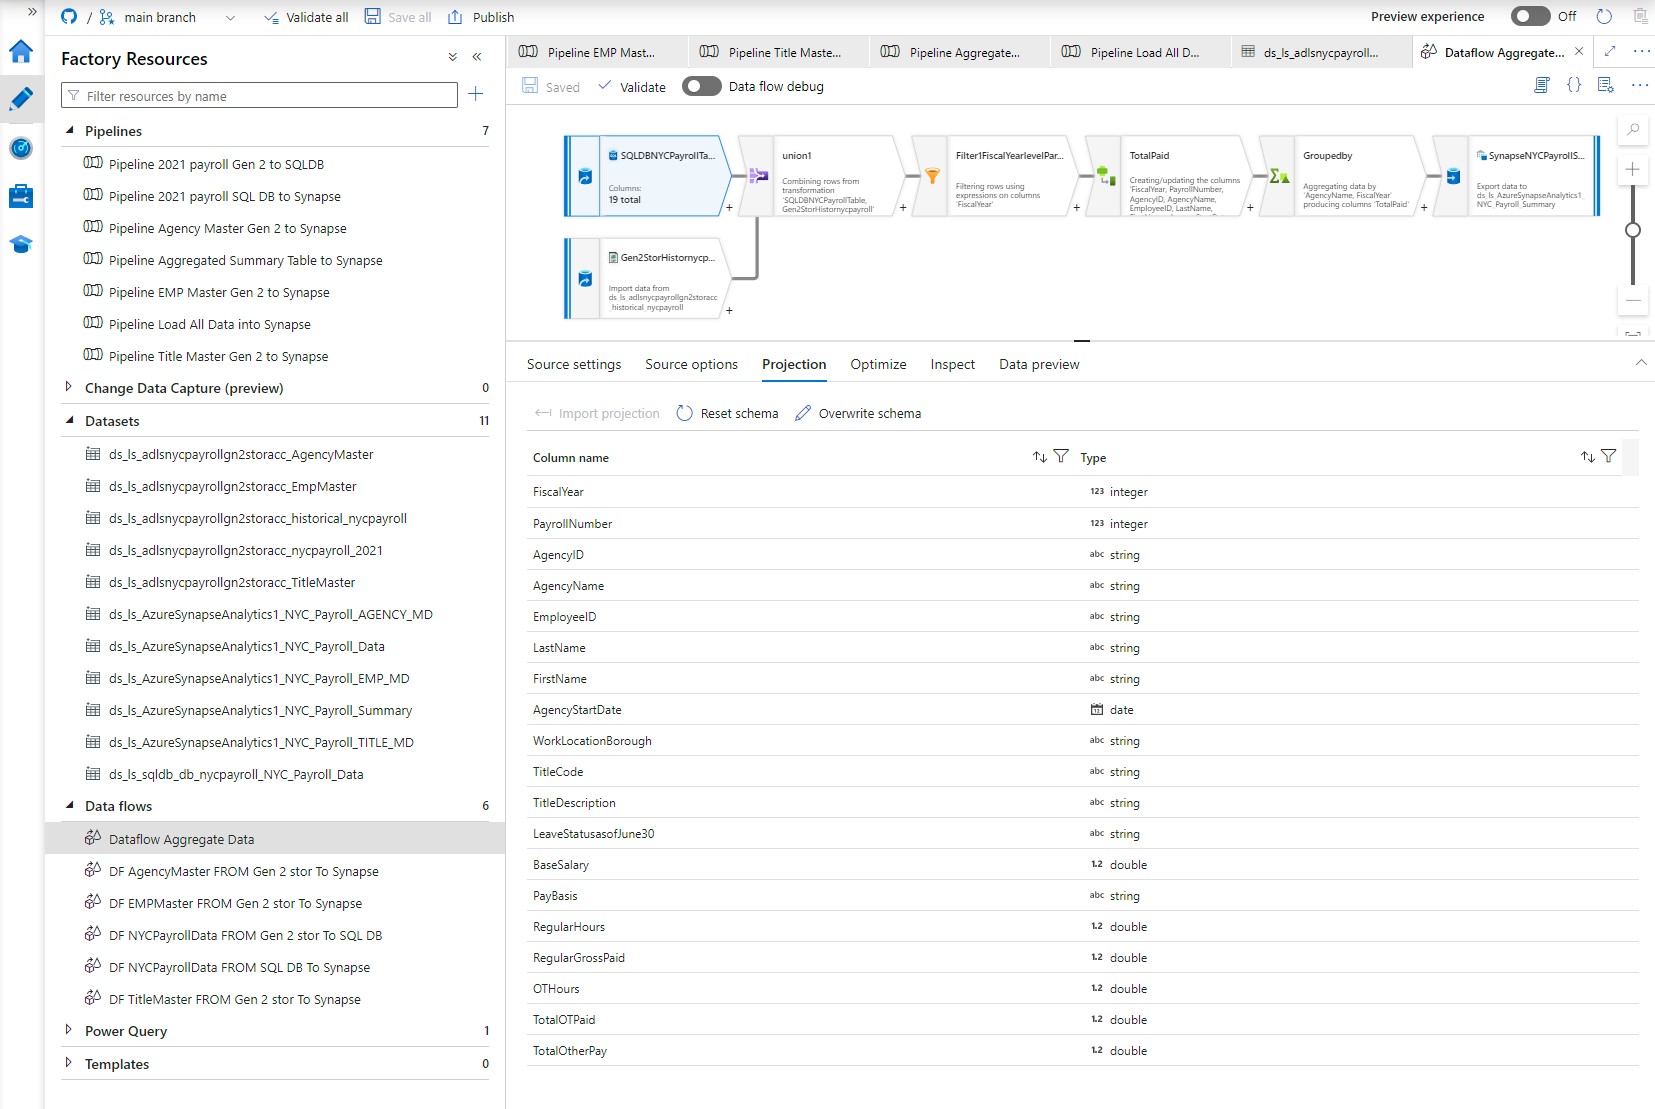 / main branch Validate all Save all Publish Preview experience Off
Factory Resources
Filter resources by name
Pipelines 7
Pipeline 2021 payroll Gen 2 to SQLDB
Pipeline 2021 payroll SQL DB to Synapse
Pipeline Agency Master Gen 2 to Synapse
Pipeline Aggregated Summary Table to Synapse
Pipeline EMP Master Gen 2 to Synapse
Pipeline Load All Data into Synapse
Pipeline Title Master Gen 2 to Synapse
Change Data Capture (preview) 0
Datasets 11
ds_ls_adlsnycpayrollgn2storacc_AgencyMaster
ds_ls_adlsnycpayrollgn2storacc_EmpMaster
ds_ls_adlsnycpayrollgn2storacc_historical_nycpayroll
ds_ls_adlsnycpayrollgn2storacc_nycpayroll_2021
ds_ls_adlsnycpayrollgn2storacc_TitleMaster
ds_ls_AzureSynapseAnalytics1_NYC_Payroll_AGENCY_MD
ds_ls_AzureSynapseAnalytics1_NYC_Payroll_Data
ds_ls_AzureSynapseAnalytics1_NYC_Payroll_EMP_MD
ds_ls_AzureSynapseAnalytics1_NYC_Payroll_Summary
ds_ls_AzureSynapseAnalytics1_NYC_Payroll_TITLE_MD
ds_ls_sqldb_db_nycpayroll_NYC_Payroll_Data
Data flows 6
Dataflow Aggregate Data
DF AgencyMaster FROM Gen 2 stor To Synapse
DF EMPMaster FROM Gen 2 stor To Synapse
DF NYCPayrollData FROM Gen 2 stor To SQL DB
DF NYCPayrollData FROM SQL DB To Synapse
DF TitleMaster FROM Gen 2 stor To Synapse
Power Query 1
Templates 0
Pipeline EMP Mast... Pipeline Title Maste... Pipeline Aggregate... Pipeline Load All D... ds_ls_adlsnycpayroll... Dataflow Aggregate...
Saved Validate Data flow debug
SQLDBNYCPayrollTa...
Columns:
19 total
union1
Combining rows from
transformation
'SQLDBNYCPayrollTable,
Gen2StorHistornycpayroll'
Filter1FiscalYearlevelPar...
Filtering rows using
expressions on columns
'FiscalYear'
TotalPaid
Creating/updating the columns
'FiscalYear, PayrollNumber,
AgencyID, AgencyName,
EmployeeID, LastName,
Groupedby
Aggregating data by
'AgencyName, FiscalYear'
producing columns 'TotalPaid'
SynapseNYCPayrollS...
Export data to
ds_ls_AzureSynapseAnalytics1_
NYC_Payroll_Summary
Gen2StorHistornycp...
Import data from
ds_ls_adlsnycpayrollgn2storacc
_historical_nycpayroll
Source settings Source options Projection Optimize Inspect Data preview
Import projection Reset schema Overwrite schema
Column name Type
FiscalYear 123 integer
PayrollNumber 123 integer
AgencyID abc string
AgencyName abc string
EmployeeID abc string
LastName abc string
FirstName abc string
AgencyStartDate date
WorkLocationBorough abc string
TitleCode abc string
TitleDescription abc string
LeaveStatusasofJune30 abc string
BaseSalary 1.2 double
PayBasis abc string
RegularHours 1.2 double
RegularGrossPaid 1.2 double
OTHours 1.2 double
TotalOTPaid 1.2 double
TotalOtherPay 1.2 double